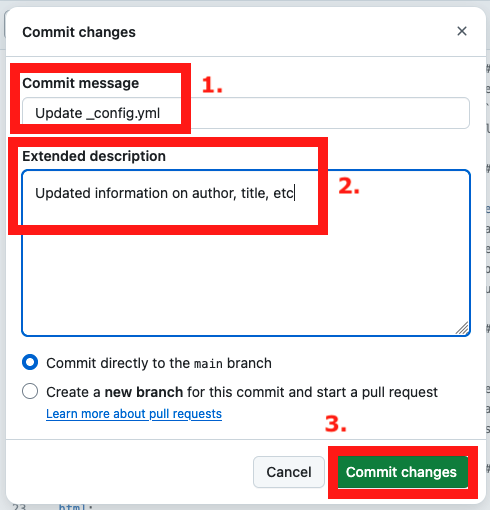 Commit changes
Commit message
1.
Update _config.yml
Extended description
Updated information on author, title, etc
2.
Commit directly to the main branch
Create a new branch for this commit and start a pull request
Learn more about pull requests
3.
Cancel
Commit changes
23
html: